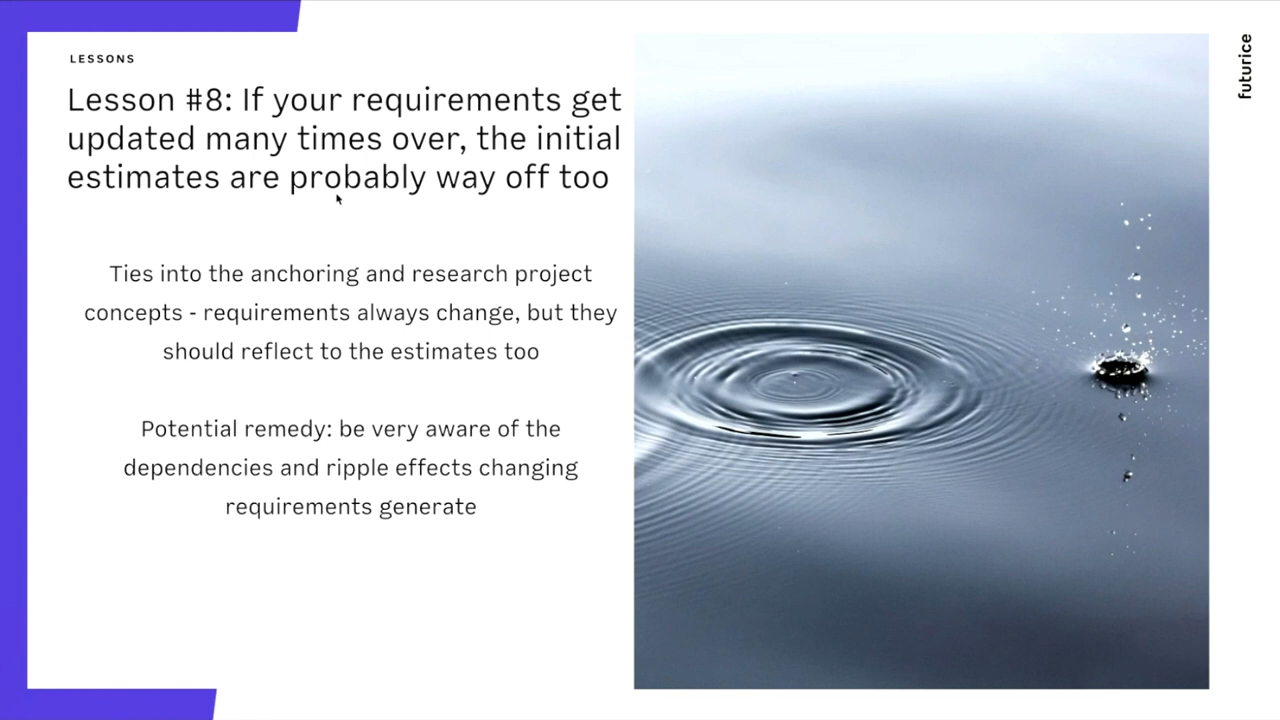 LESSONS
Lesson #8: If your requirements get
updated many times over, the initial
estimates are probably way off too
Ties into the anchoring and research project
concepts - requirements always change, but they
should reflect to the estimates too
Potential remedy: be very aware of the
dependencies and ripple effects changing
requirements generate
futurice